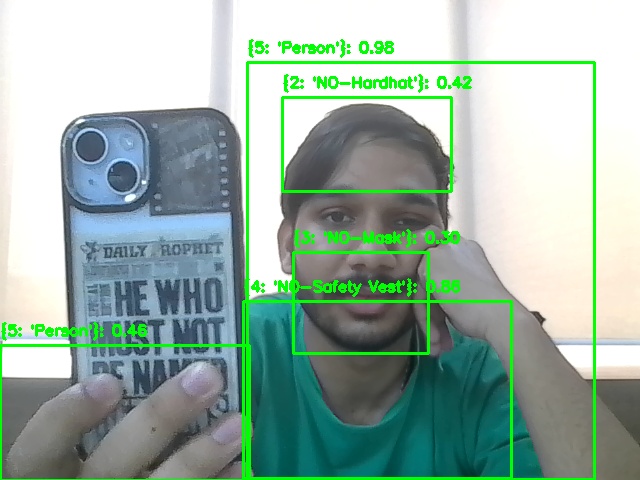 {5: 'Person'}: 0.98
{2: 'NO-Hardhat'}: 0.42
{3: 'NO-Mask'}: 0.30
{4: 'NO-Safety Vest'}: 0.56
{5: 'Person'}: 0.46
DAILY PROPHET
HE WHO
MUST NOT
BE NAMED